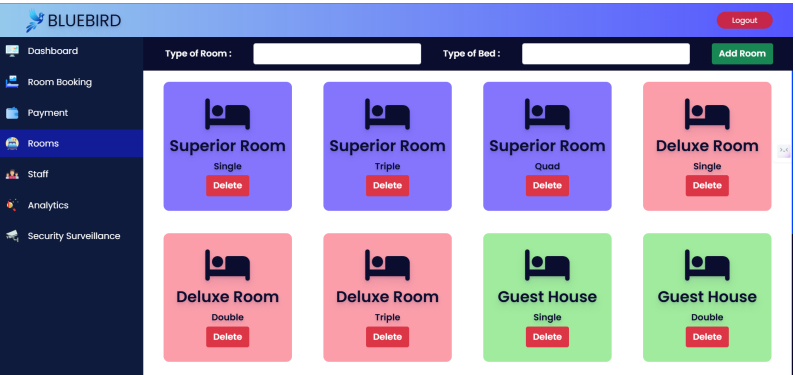 BLUEBIRD
Logout
Dashboard
Room Booking
Payment
Rooms
Staff
Analytics
Security Surveillance
Type of Room :
Type of Bed :
Add Room
Superior Room
Single
Delete
Superior Room
Triple
Delete
Superior Room
Quad
Delete
Deluxe Room
Single
Delete
Deluxe Room
Double
Delete
Deluxe Room
Triple
Delete
Guest House
Single
Delete
Guest House
Double
Delete